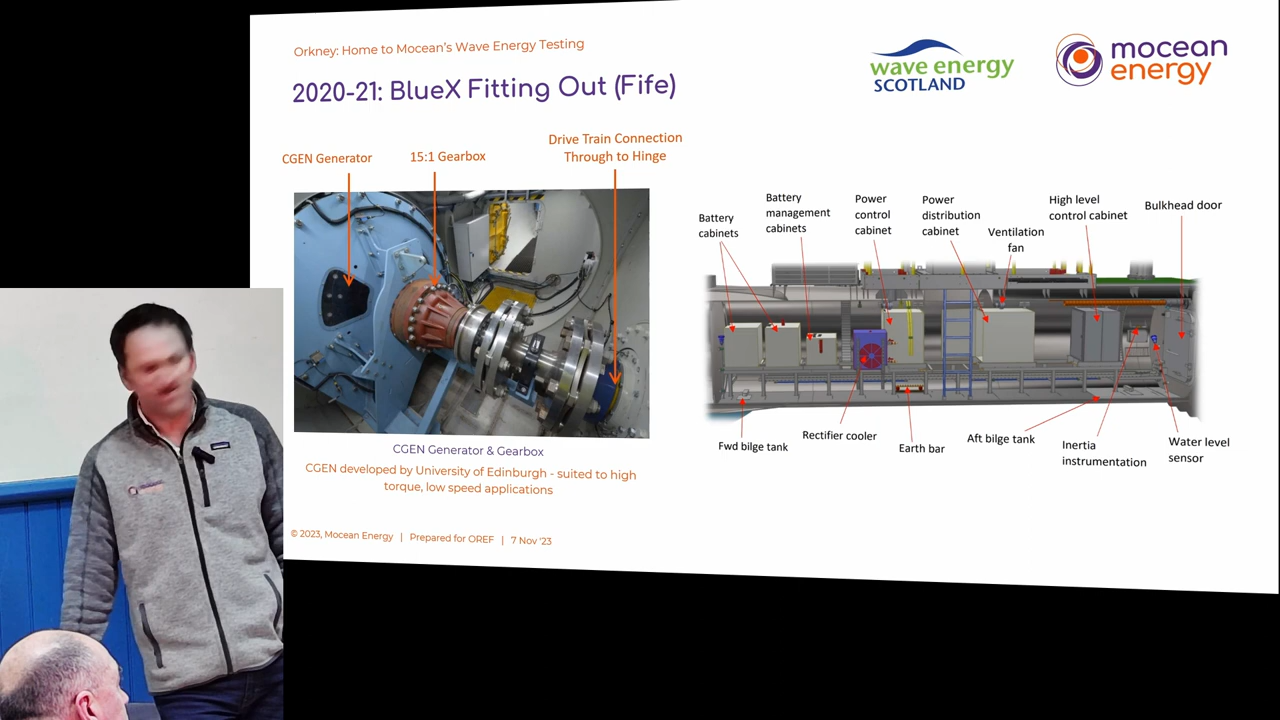 Orkney: Home to Mocean's Wave Energy Testing
2020-21: BlueX Fitting Out (Fife)
wave energy
SCOTLAND
mocean
energy
CGEN Generator
15:1 Gearbox
Drive Train Connection
Through to Hinge
Battery
cabinets
Battery
management
cabinets
Power
control
cabinet
Power
distribution
cabinet
Ventilation
fan
High level
control cabinet
Bulkhead door
Fwd bilge tank
Rectifier cooler
Earth bar
Aft bilge tank
Inertia
instrumentation
Water level
sensor
CGEN Generator & Gearbox
CGEN developed by University of Edinburgh - suited to high
torque, low speed applications
© 2023, Mocean Energy | Prepared for OREF | 7 Nov '23